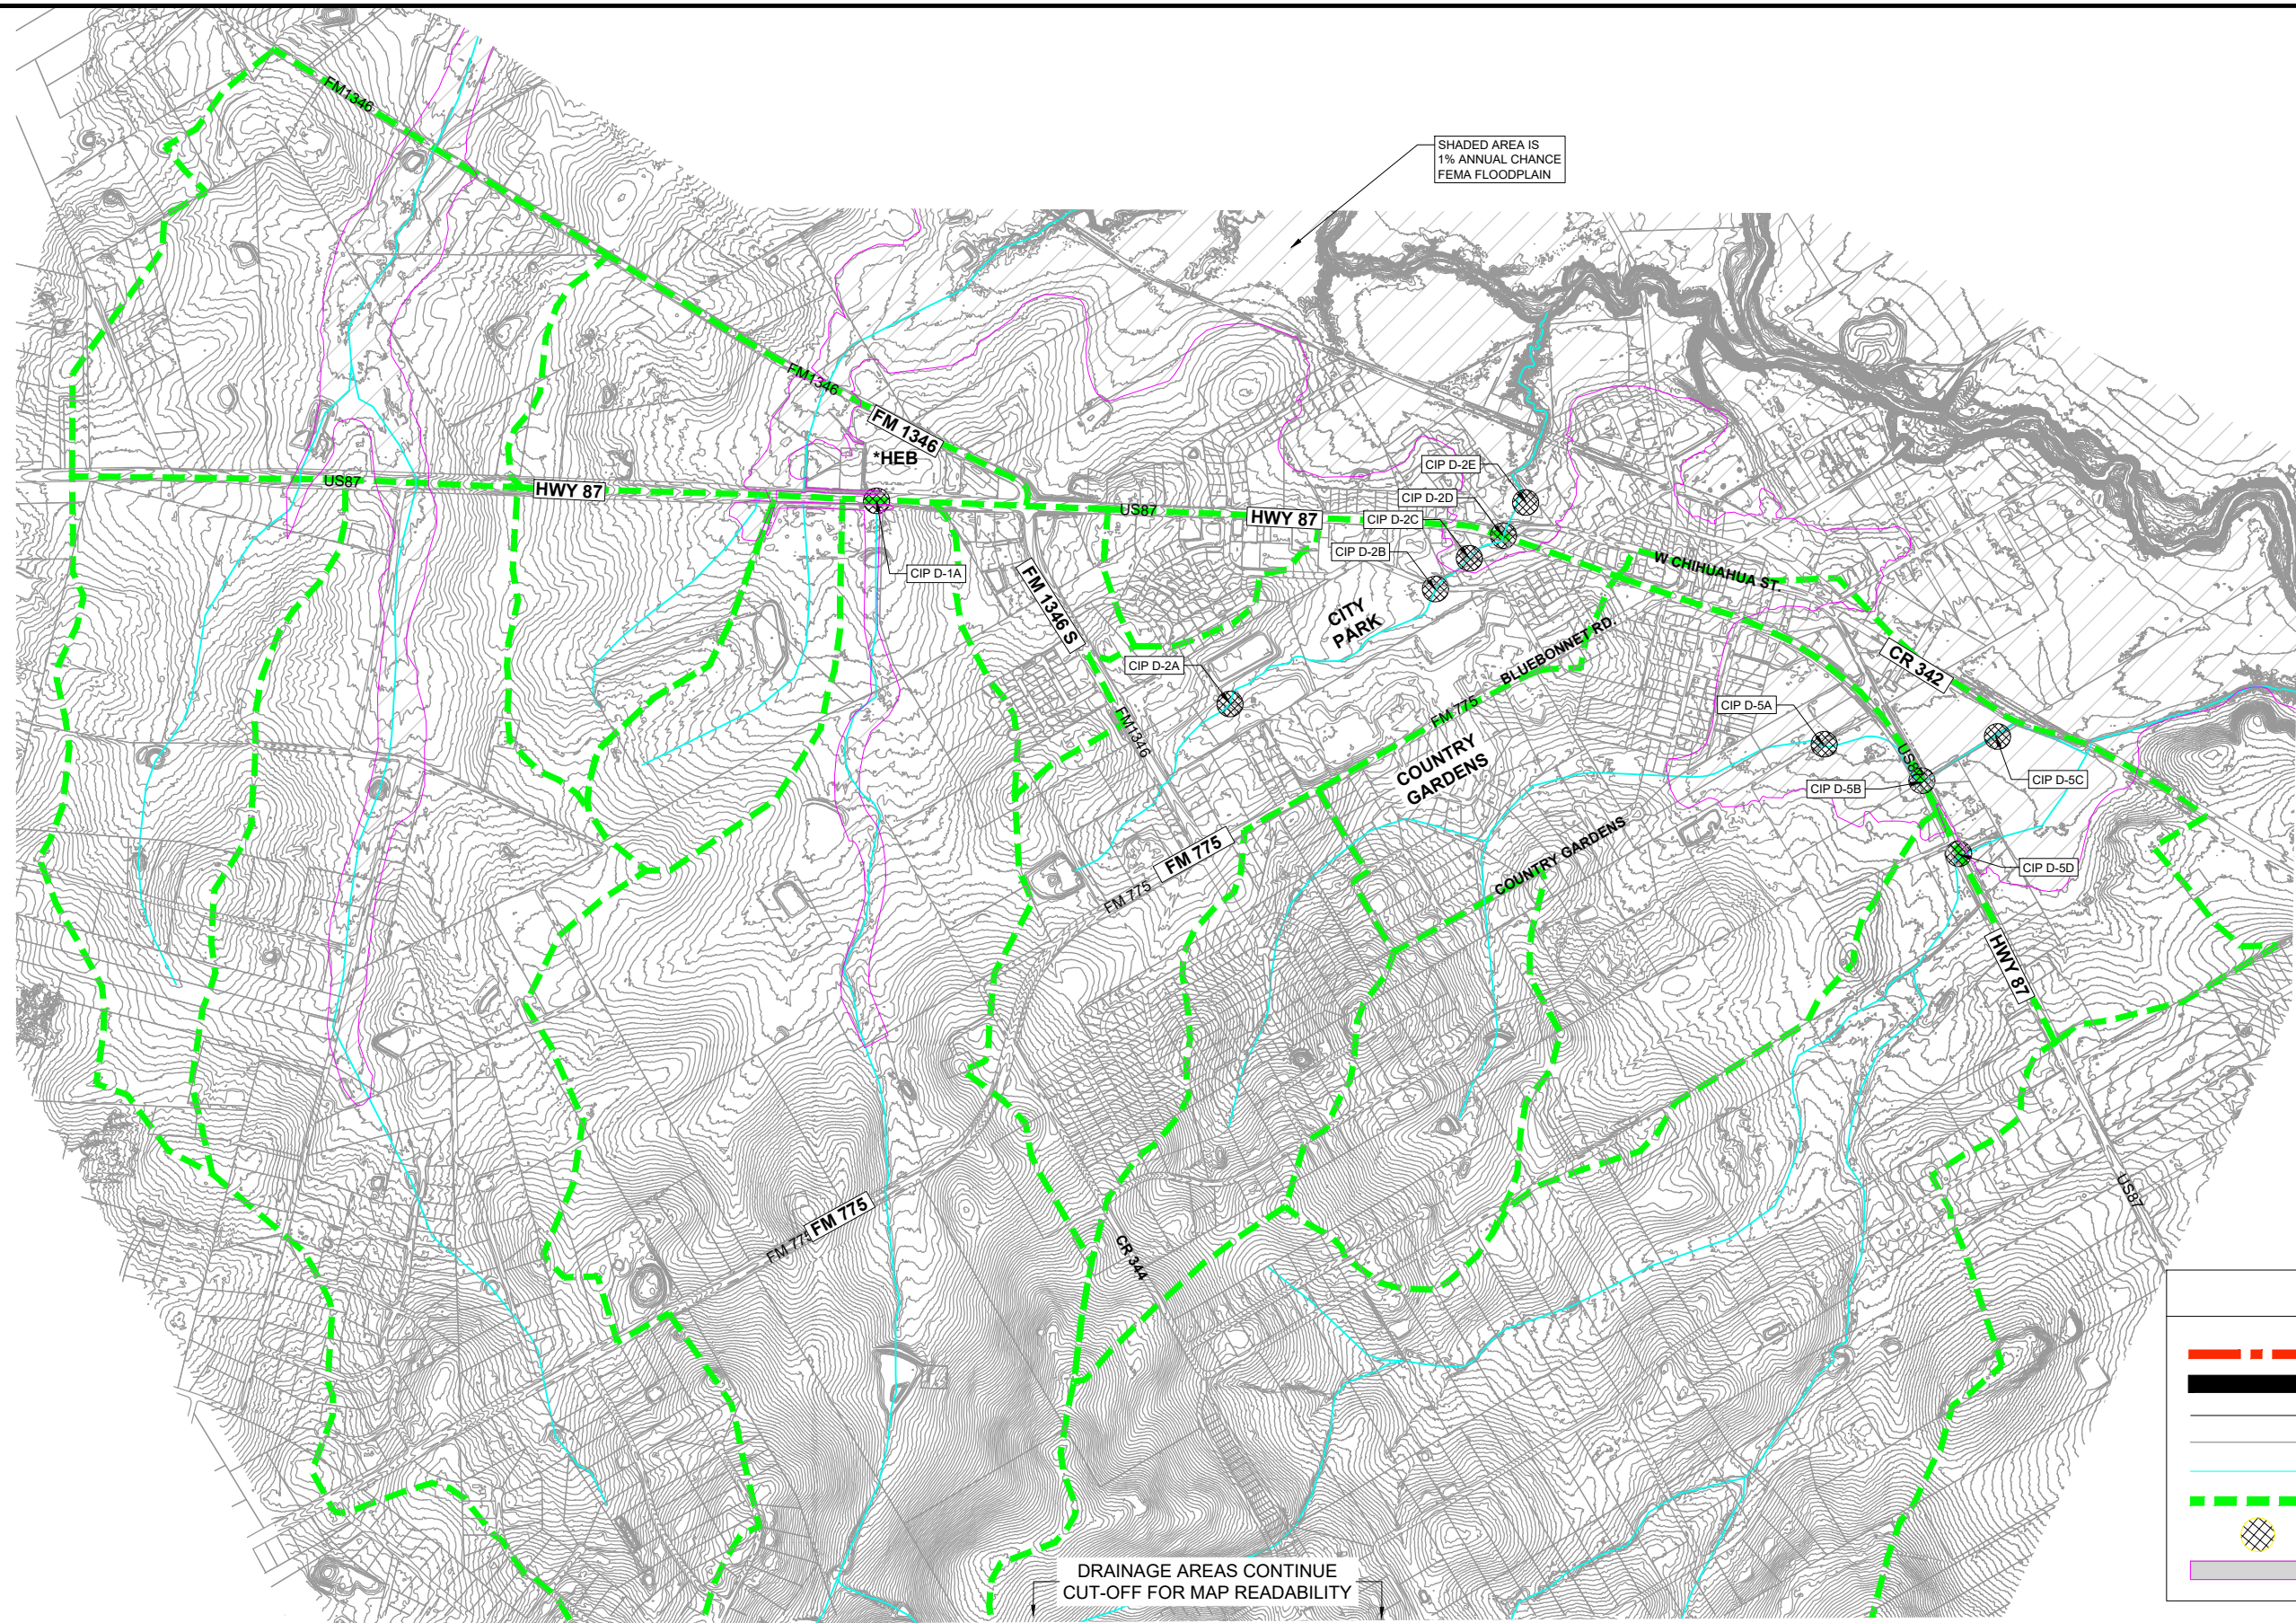 FM1346
SHADED AREA IS
1% ANNUAL CHANCE
FEMA FLOODPLAIN
FM1346
FM 1346
*HEB
US87
HWY 87
CIP D-2E
CIP D-2D
US87
HWY 87
CIP D-2C
CIP D-2B
CIP D-1A
FM 1346 S
W CHIHUAHUA ST.
CITY
PARK
BLUEBONNET RD.
CIP D-2A
CR 342
FM 775
FM1346
CIP D-5A
COUNTRY
GARDENS
US87
CIP D-5C
CIP D-5B
FM 775
COUNTRY GARDENS
CIP D-5D
FM 775
HWY 87
US87
FM 775
FM 775
CR 344
DRAINAGE AREAS CONTINUE
CUT-OFF FOR MAP READABILITY